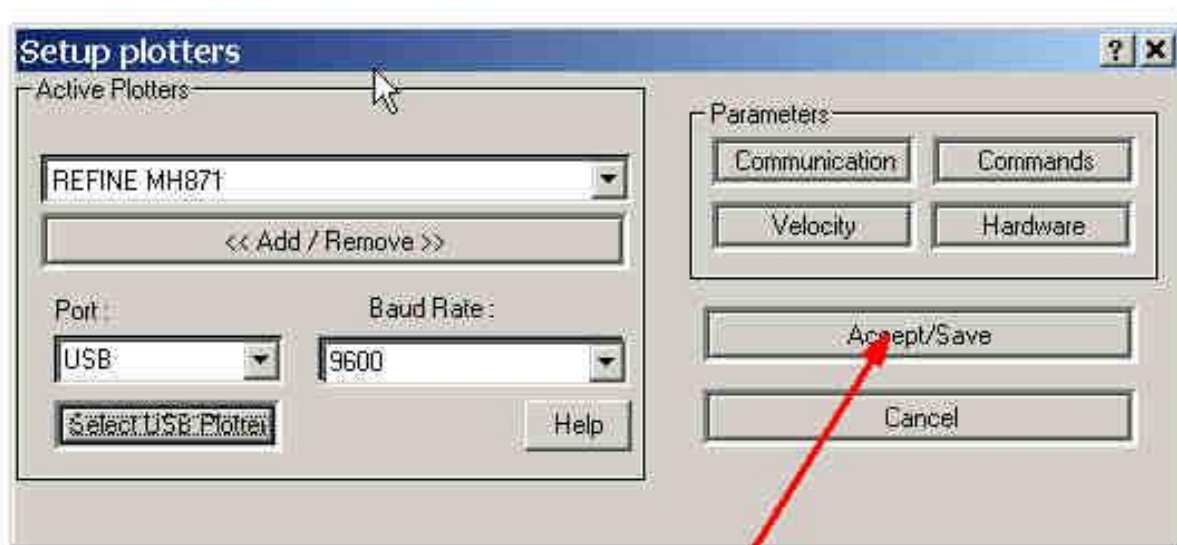 Setup plotters
Active Plotters
REFINE MH871
<< Add / Remove >>
Port :
Baud Rate :
USB
9600
Select USB Plotter
Help
Parameters
Communication
Commands
Velocity
Hardware
Accept/Save
Cancel